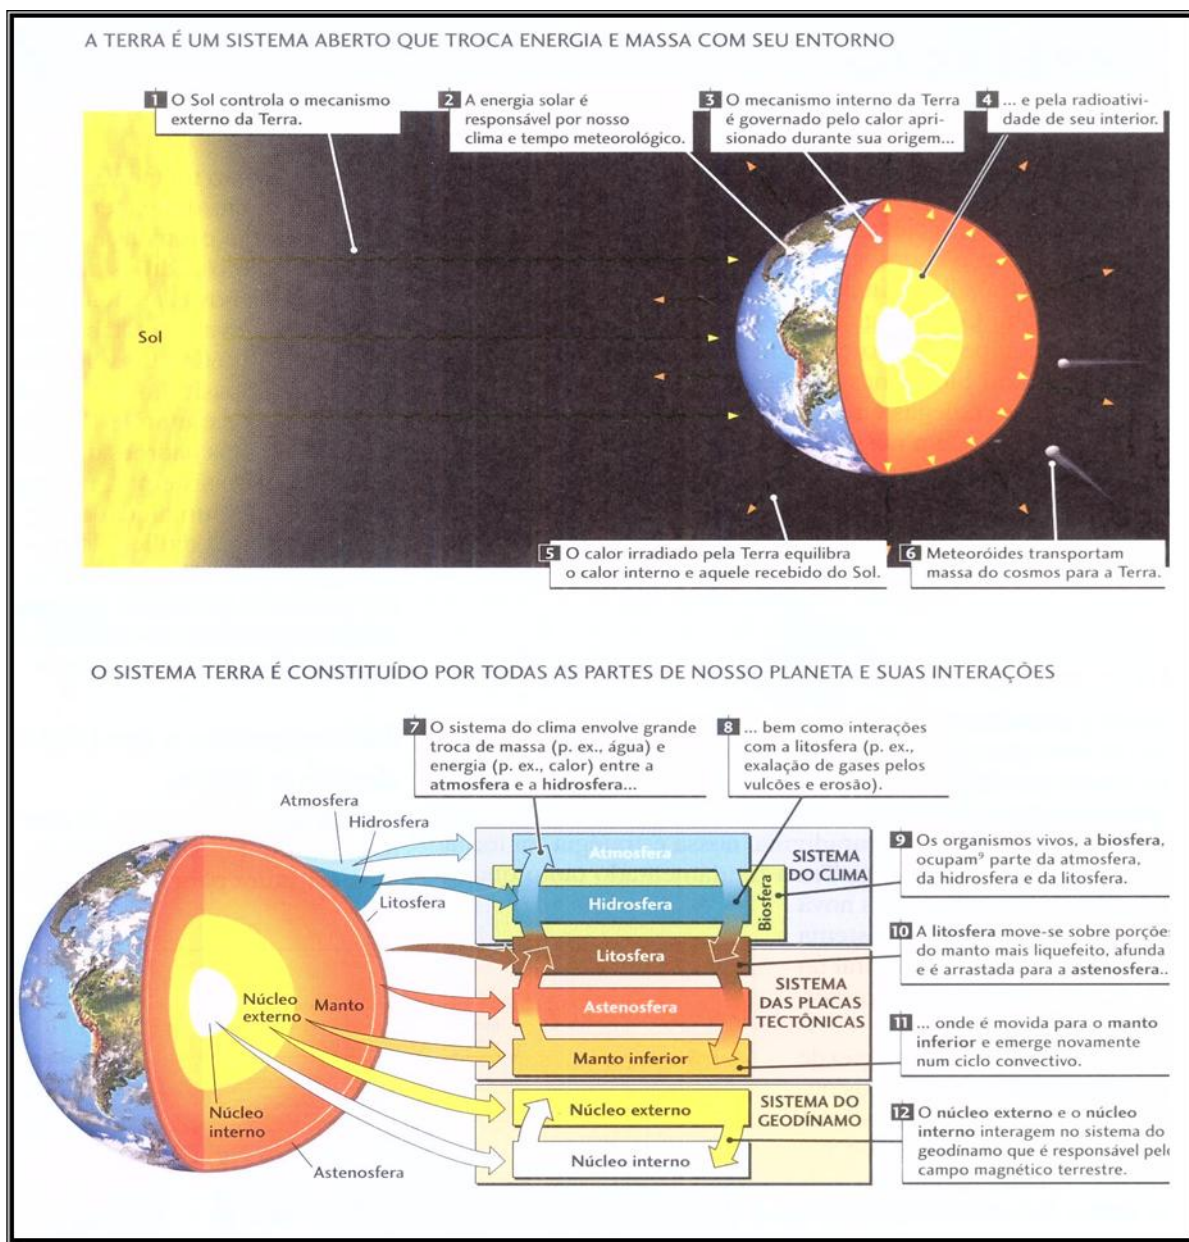 A TERRA É UM SISTEMA ABERTO QUE TROCA ENERGIA E MASSA COM SEU ENTORNO
1 O Sol controla o mecanismo
externo da Terra.
2 A energia solar é
responsável por nosso
clima e tempo meteorológico.
3 O mecanismo interno da Terra
é governado pelo calor apri-
sionado durante sua origem...
4 ... e pela radioativi-
dade de seu interior.
Sol
5 O calor irradiado pela Terra equilibra
o calor interno e aquele recebido do Sol.
6 Meteoróides transportam
massa do cosmos para a Terra.
O SISTEMA TERRA É CONSTITUÍDO POR TODAS AS PARTES DE NOSSO PLANETA E SUAS INTERAÇÕES
7 O sistema do clima envolve grande
troca de massa (p. ex., água) e
energia (p. ex., calor) entre a
atmosfera e a hidrosfera...
8 ... bem como interações
com a litosfera (p. ex.,
exalação de gases pelos
vulcões e erosão).
Atmosfera
Hidrosfera
Litosfera
Núcleo
externo
Manto
Núcleo
interno
Astenosfera
Atmosfera
Hidrosfera
Biosfera
SISTEMA
DO CLIMA
Litosfera
Astenosfera
Manto inferior
SISTEMA
DAS PLACAS
TECTÔNICAS
Núcleo externo
Núcleo interno
SISTEMA DO
GEODÍNAMO
9 Os organismos vivos, a biosfera,
ocupam⁹ parte da atmosfera,
da hidrosfera e da litosfera.
10 A litosfera move-se sobre porçõe
do manto mais liquefeito, afunda
e é arrastada para a astenosfera..
11 ... onde é movida para o manto
inferior e emerge novamente
num ciclo convectivo.
12 O núcleo externo e o núcleo
interno interagem no sistema do
geodínamo que é responsável pel
campo magnético terrestre.